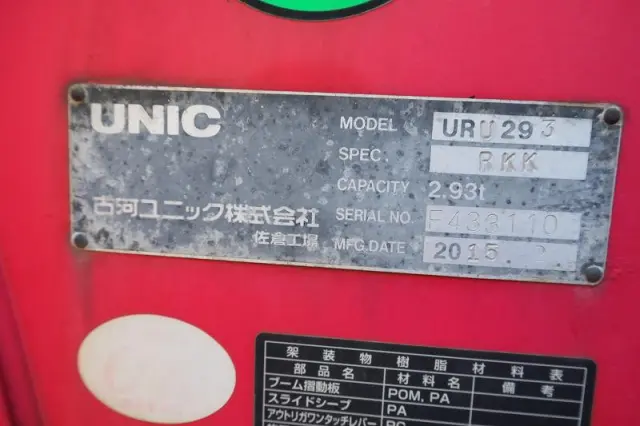 UNIC
MODEL URU293
SPEC. RKK
CAPACITY 2.93t
古河ユニック株式会社
佐倉工場
SERIAL NO. E438110
MFG.DATE 2015. 2
架装物樹脂材料表
部品名 材料名 備考
ブーム摺動板 POM, PA
スライドシーブ PA
アウトリガワンタッチレバー